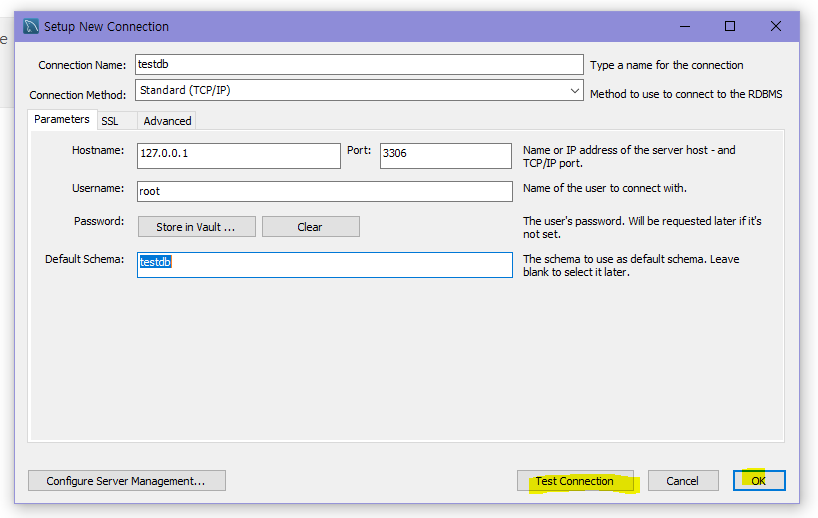 e
Setup New Connection
Connection Name: testdb Type a name for the connection
Connection Method: Standard (TCP/IP) Method to use to connect to the RDBMS
Parameters SSL Advanced
Hostname: 127.0.0.1 Port: 3306 Name or IP address of the server host - and
TCP/IP port.
Username: root Name of the user to connect with.
Password: Store in Vault ... Clear The user's password. Will be requested later if it's
not set.
Default Schema: testdb The schema to use as default schema. Leave
blank to select it later.
Configure Server Management... Test Connection Cancel OK